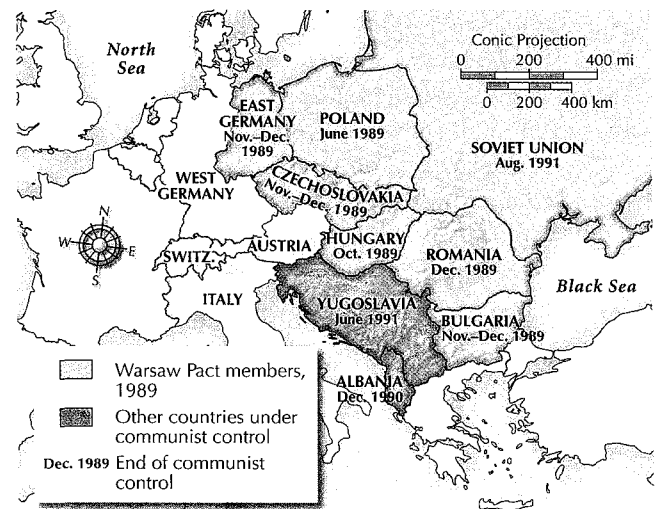 North
Sea
Conic Projection
0 200 400 mi
0 200 400 km
EAST
GERMANY
Nov.–Dec.
1989
POLAND
June 1989
SOVIET UNION
Aug. 1991
WEST
GERMANY
CZECHOSLOVAKIA
Nov.–Dec. 1989
N
W
E
S
SWITZ.
AUSTRIA
HUNGARY
Oct. 1989
ROMANIA
Dec. 1989
ITALY
YUGOSLAVIA
June 1991
BULGARIA
Nov.–Dec. 1989
Black Sea
ALBANIA
Dec. 1990
Warsaw Pact members,
1989
Other countries under
communist control
Dec. 1989 End of communist
control